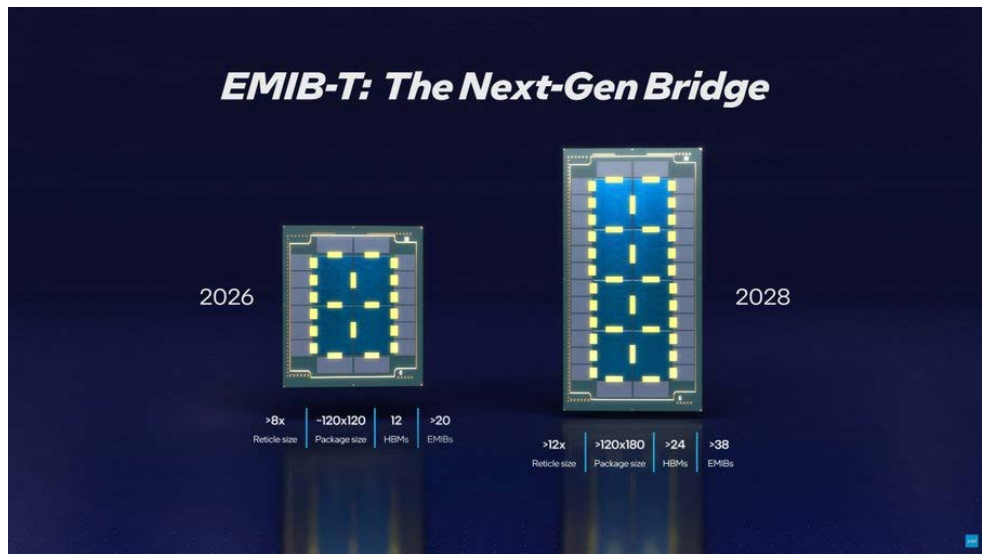 EMIB-T: The Next-Gen Bridge
2026
2028
>8x
Reticle size
~120x120
Package size
12
HBMs
>20
EMIBs
>12x
Reticle size
>120x180
Package size
>24
HBMs
>38
EMIBs